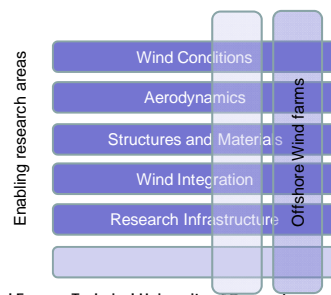 Enabling research areas
Wind Conditions
Aerodynamics
Structures and Materials
Wind Integration
Research Infrastructure
Offshore Wind farms